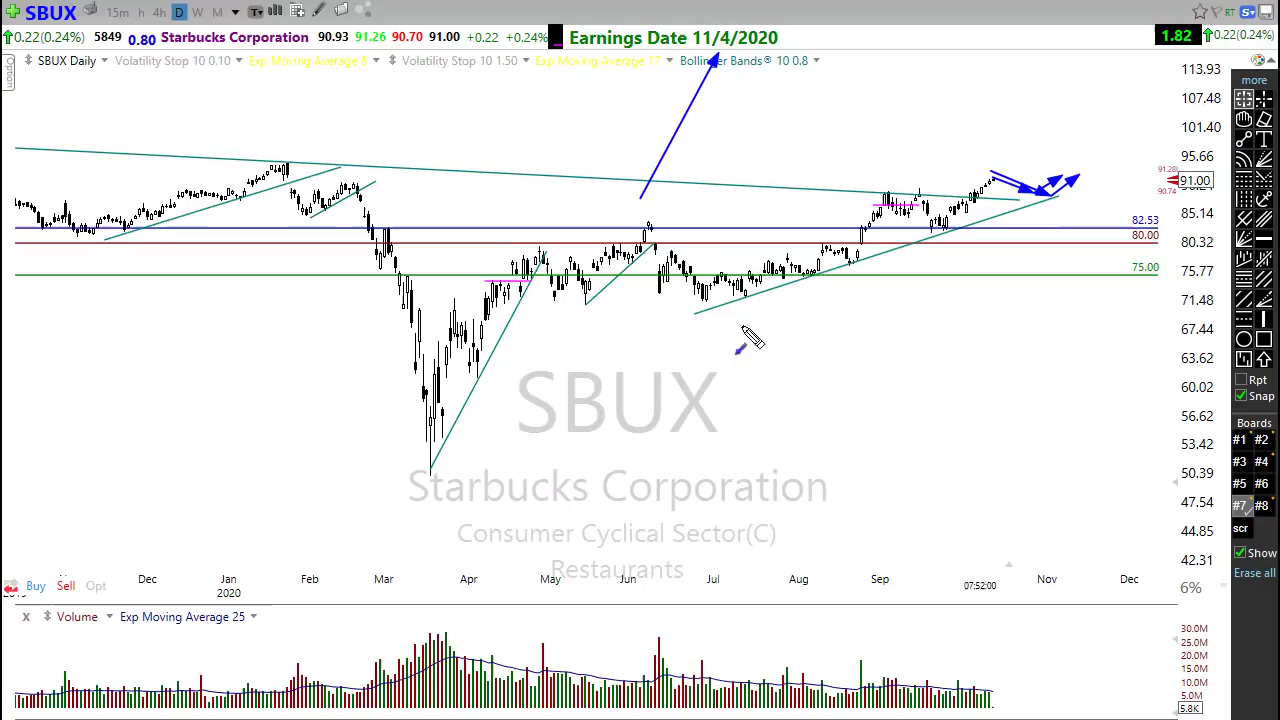 SBUX 15m h 4h D W M T RT S
0.22(0.24%) 5849 0.80 Starbucks Corporation 90.93 91.26 90.70 91.00 +0.22 +0.24% Earnings Date 11/4/2020 1.82 0.22(0.24%)
Option
SBUX Daily Volatility Stop 10 0.10 Exp Moving Average 8 Volatility Stop 10 1.50 Exp Moving Average 17 Bollinger Bands® 10 0.8
113.93
107.48
101.40
95.66
91.28
91.00
90.74
85.14
82.53
80.00
80.32
75.00
75.77
71.48
67.44
63.62
60.02
56.62
53.42
50.39
47.54
44.85
42.31
SBUX
Starbucks Corporation
Consumer Cyclical Sector(C)
Restaurants
Dec Jan Feb Mar Apr May Jun Jul Aug Sep Nov Dec
2020
07:52:00
Buy Sell Opt
6%
x Volume Exp Moving Average 25
30.0M
25.0M
20.0M
15.0M
10.0M
5.0M
5.8K
more
T
Rpt
Snap
Boards
#1 #2
#3 #4
#5 #6
#7 #8
scr
Show
Erase all